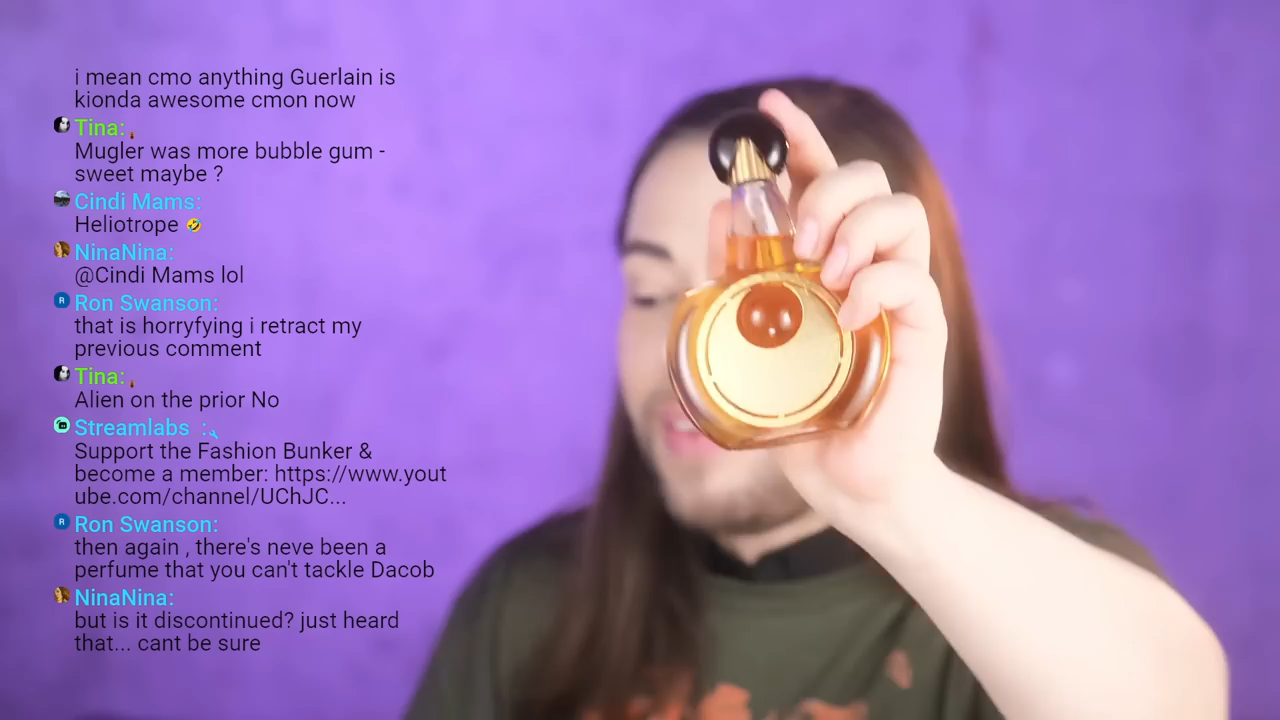 i mean cmo anything Guerlain is
kionda awesome cmon now
Tina:
Mugler was more bubble gum -
sweet maybe ?
Cindi Mams:
Heliotrope 🤣
NinaNina:
@Cindi Mams lol
R Ron Swanson:
that is horryfying i retract my
previous comment
Tina:
Alien on the prior No
Streamlabs :
Support the Fashion Bunker &
become a member: https://www.yout
ube.com/channel/UChJC...
R Ron Swanson:
then again , there's neve been a
perfume that you can't tackle Dacob
NinaNina:
but is it discontinued? just heard
that... cant be sure